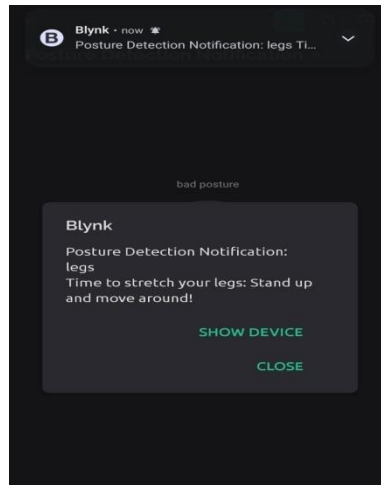 Blynk · now
Posture Detection Notification: legs Ti...
bad posture
Blynk
Posture Detection Notification:
legs
Time to stretch your legs: Stand up
and move around!
SHOW DEVICE
CLOSE